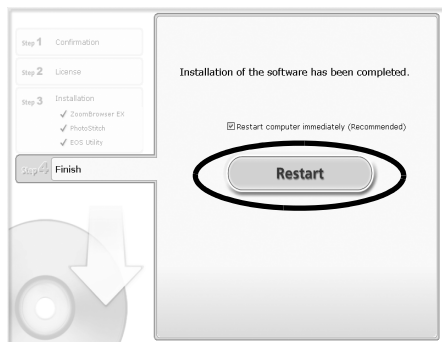 Step 1 Confirmation
Step 2 License
Step 3 Installation
ZoomBrowser EX
PhotoStitch
EOS Utility
Step 4 Finish
Installation of the software has been completed.
Restart computer immediately (Recommended)
Restart